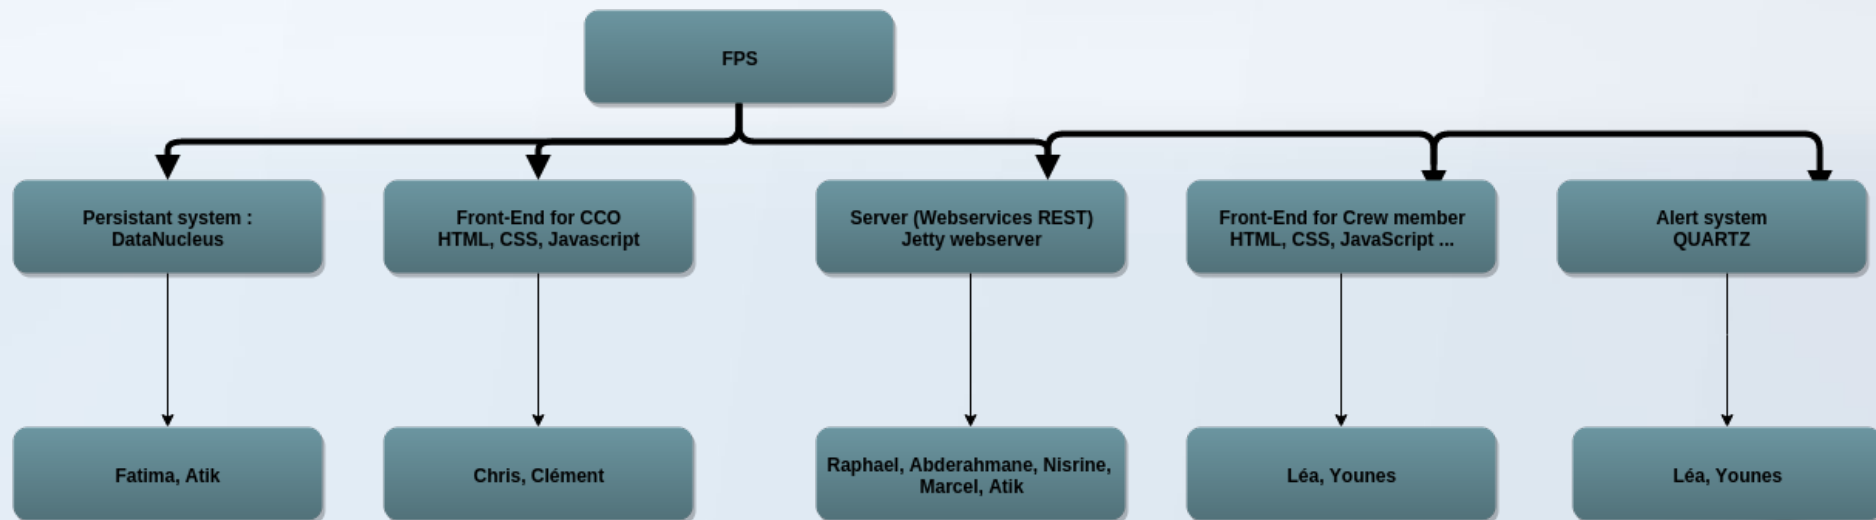 FPS
Persistant system :
DataNucleus
Front-End for CCO
HTML, CSS, Javascript
Server (Webservices REST)
Jetty webserver
Front-End for Crew member
HTML, CSS, JavaScript ...
Alert system
QUARTZ
Fatima, Atik
Chris, Clément
Raphael, Abderahmane, Nisrine,
Marcel, Atik
Léa, Younes
Léa, Younes